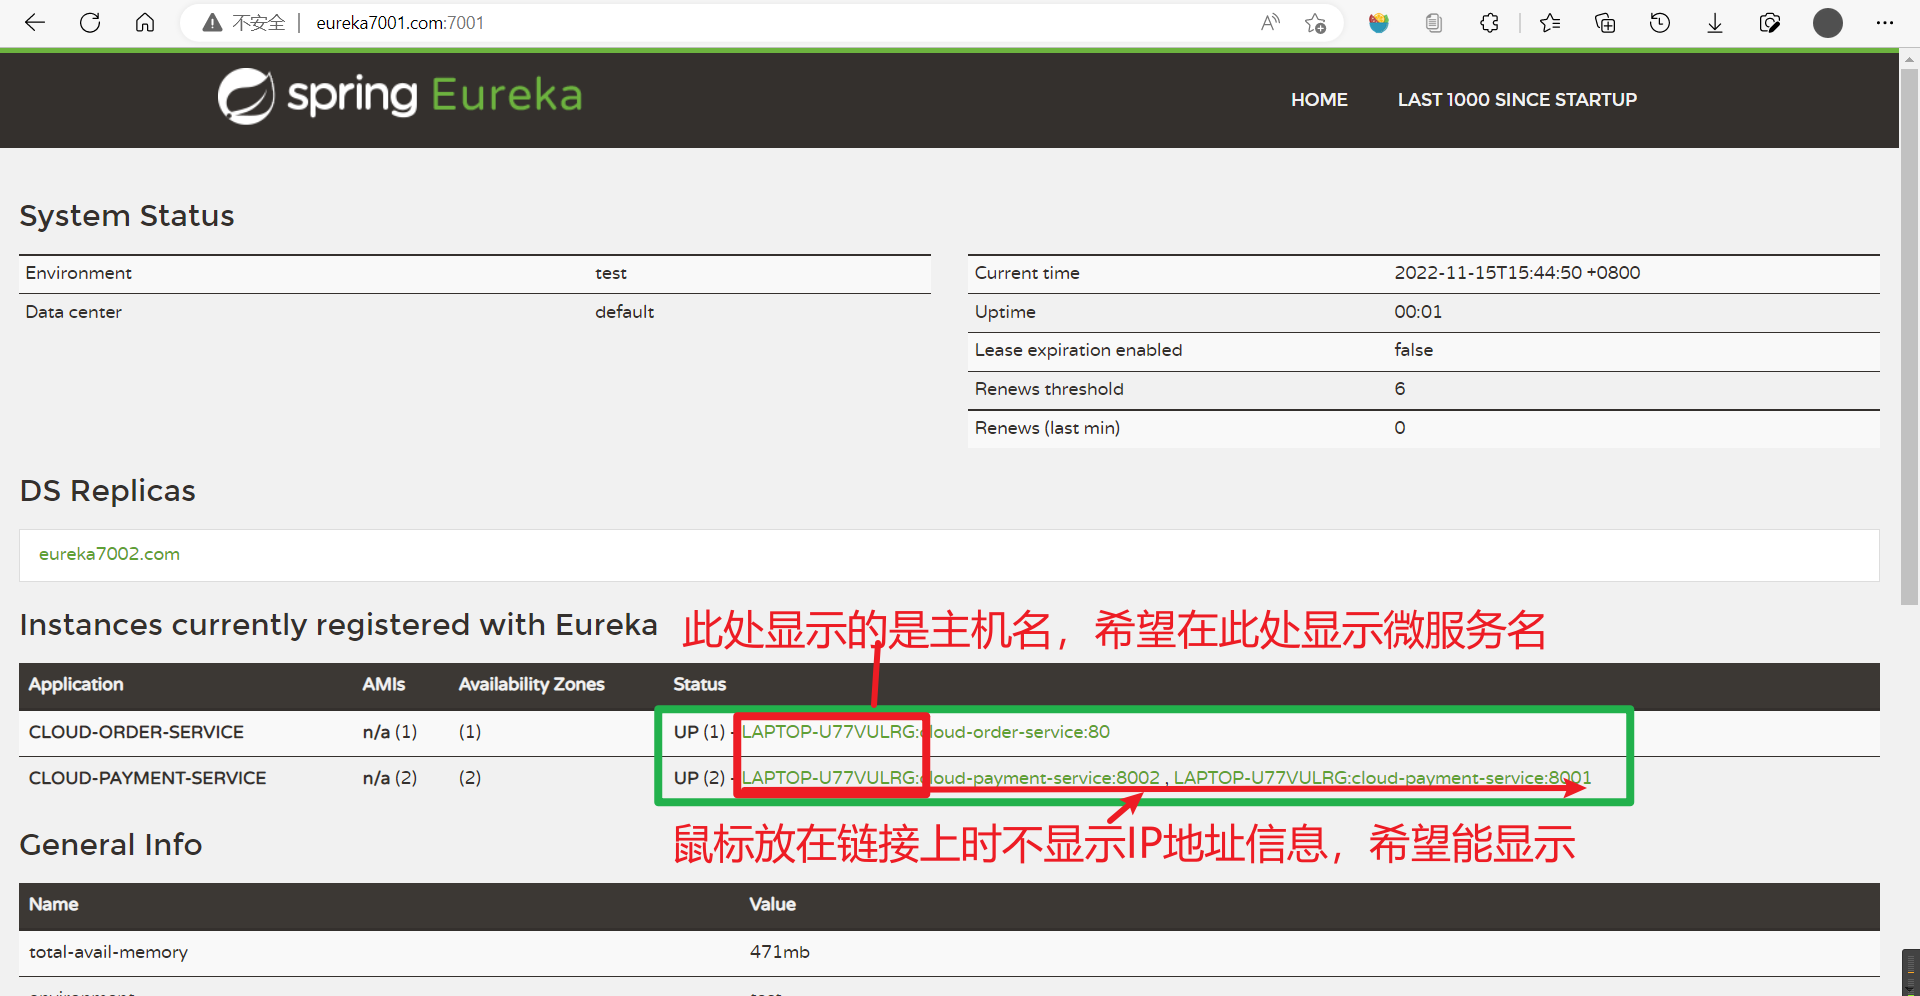 不安全 | eureka7001.com:7001
spring Eureka
HOME LAST 1000 SINCE STARTUP
System Status
Environment test
Data center default
Current time 2022-11-15T15:44:50 +0800
Uptime 00:01
Lease expiration enabled false
Renews threshold 6
Renews (last min) 0
DS Replicas
eureka7002.com
Instances currently registered with Eureka
此处显示的是主机名，希望在此处显示微服务名
Application AMIs Availability Zones Status
CLOUD-ORDER-SERVICE n/a (1) (1) UP (1) - LAPTOP-U77VULRG:cloud-order-service:80
CLOUD-PAYMENT-SERVICE n/a (2) (2) UP (2) - LAPTOP-U77VULRG:cloud-payment-service:8002 , LAPTOP-U77VULRG:cloud-payment-service:8001
鼠标放在链接上时不显示IP地址信息，希望能显示
General Info
Name Value
total-avail-memory 471mb
environment test